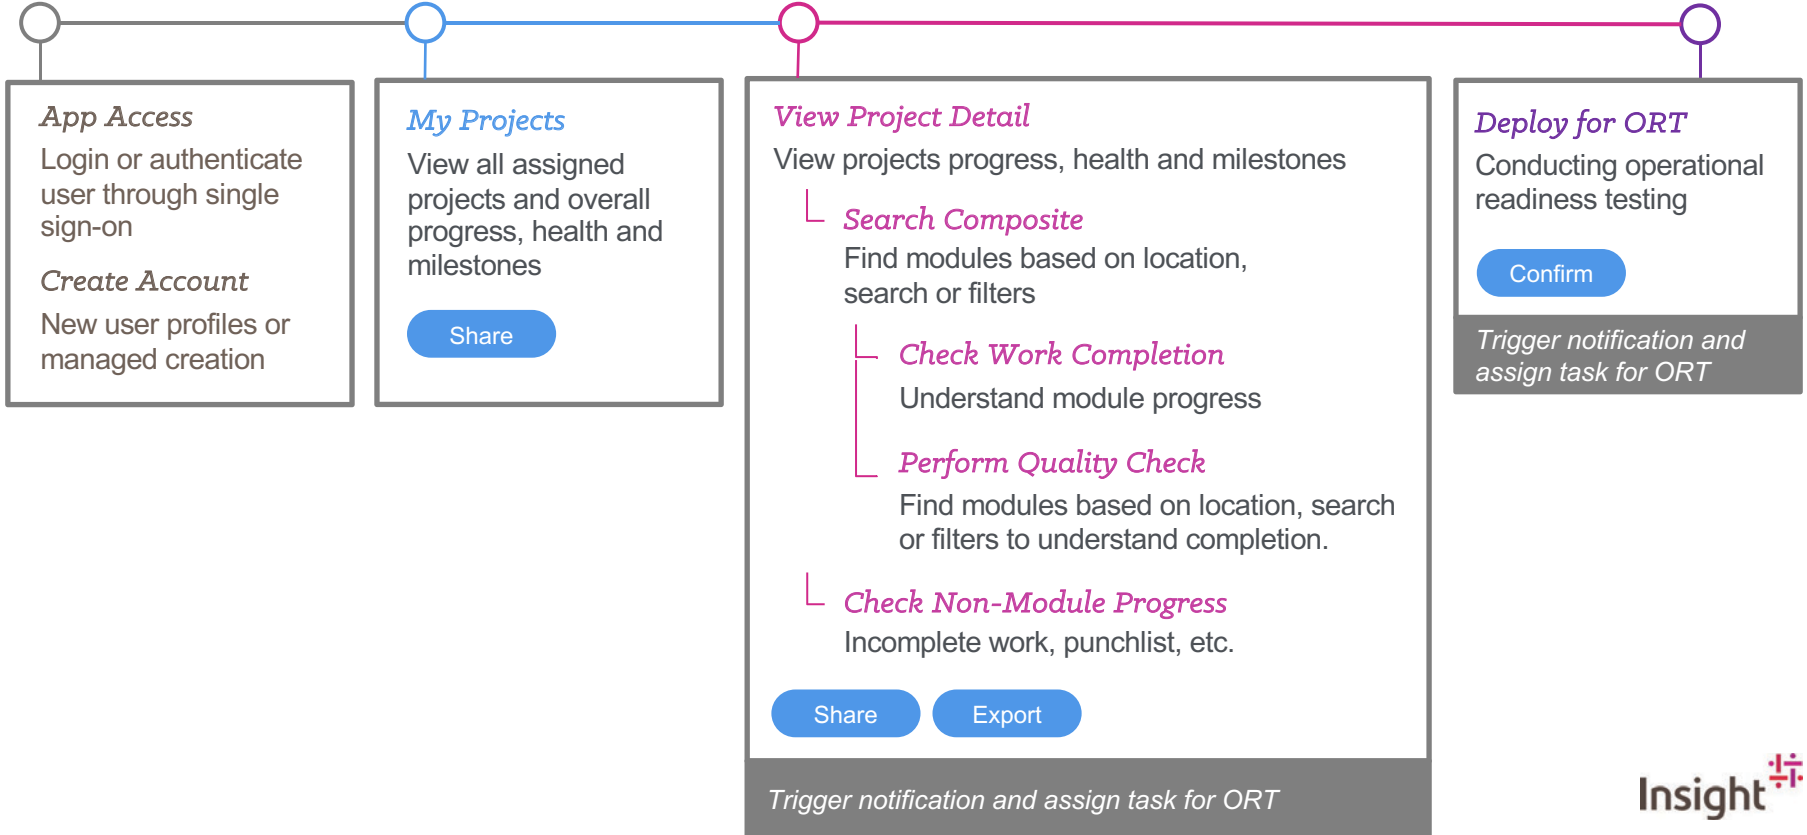 App Access
Login or authenticate
user through single
sign-on
Create Account
New user profiles or
managed creation
My Projects
View all assigned
projects and overall
progress, health and
milestones
Share
View Project Detail
View projects progress, health and milestones
Search Composite
Find modules based on location,
search or filters
Check Work Completion
Understand module progress
Perform Quality Check
Find modules based on location, search
or filters to understand completion.
Check Non-Module Progress
Incomplete work, punchlist, etc.
Share
Export
Trigger notification and assign task for ORT
Deploy for ORT
Conducting operational
readiness testing
Confirm
Trigger notification and
assign task for ORT
Insight